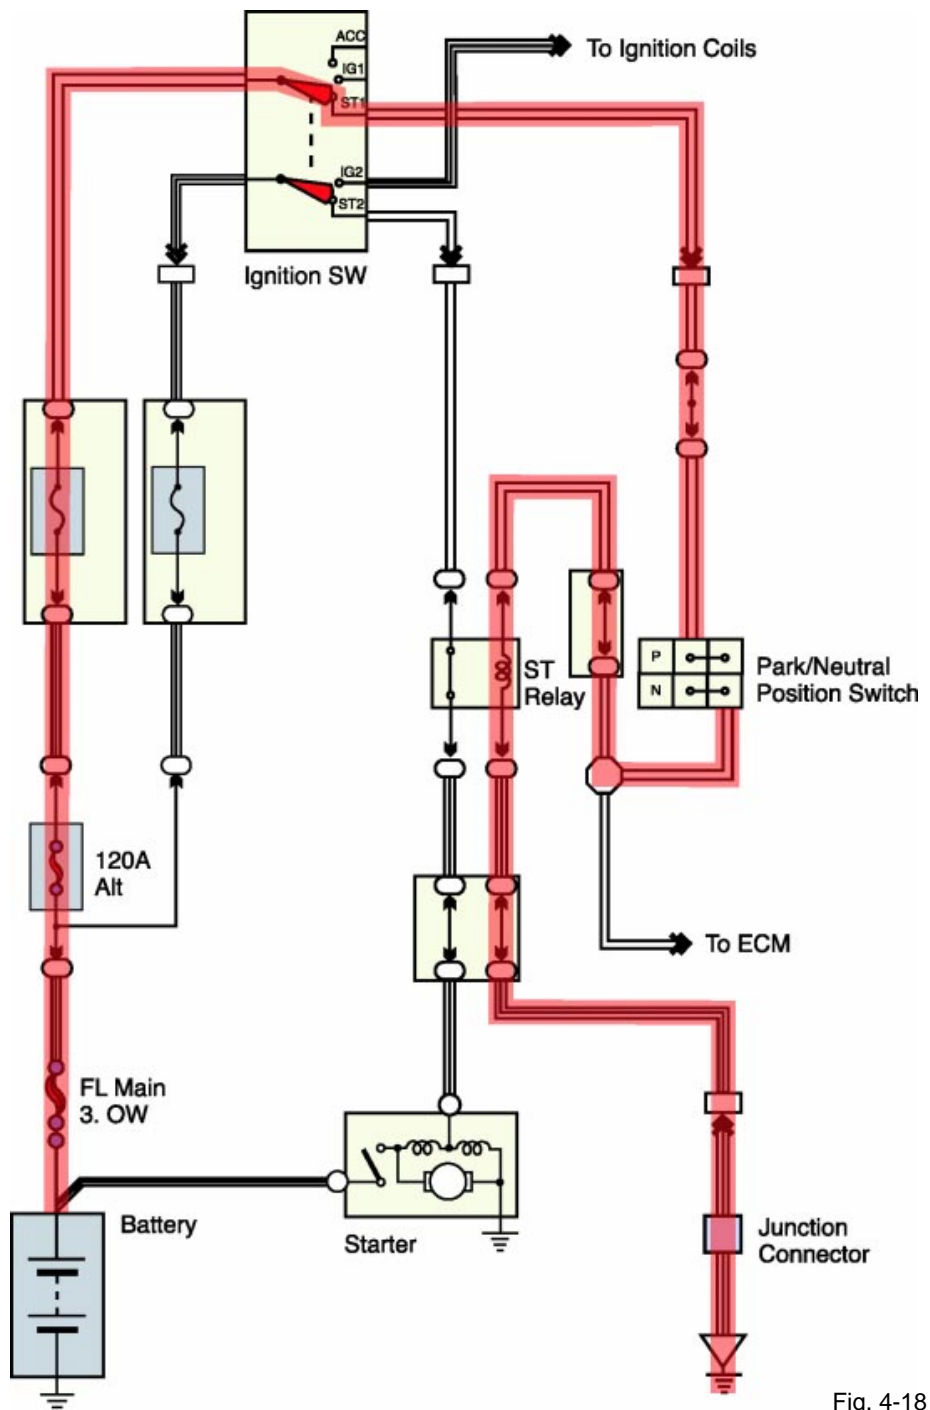 ACC
To Ignition Coils
IG1
ST1
IG2
ST2
Ignition SW
P
N
Park/Neutral
Position Switch
ST
Relay
120A
Alt
To ECM
FL Main
3. OW
Battery
Starter
Junction
Connector
Fig. 4-18